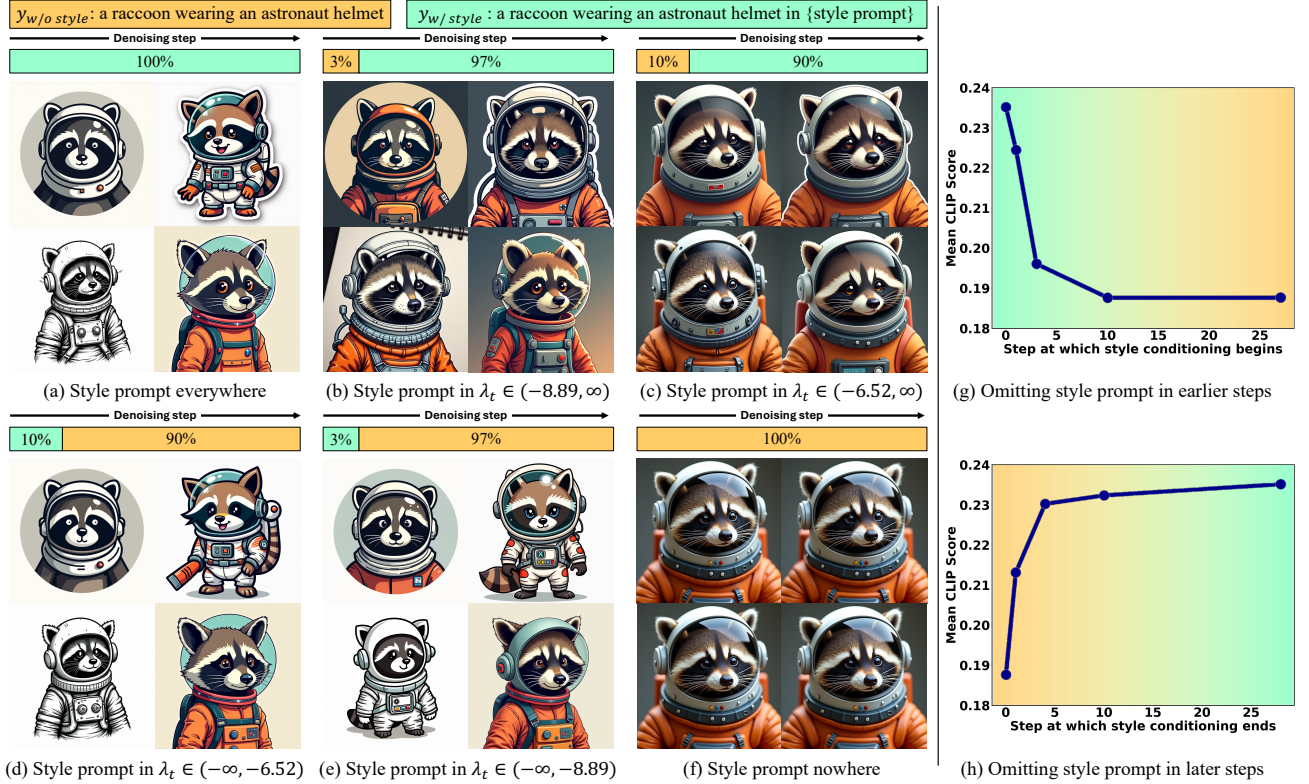 y_{w/o style}: a raccoon wearing an astronaut helmet
y_{w/ style}: a raccoon wearing an astronaut helmet in {style prompt}
Denoising step
Denoising step
Denoising step
100%
3% 97%
10% 90%
(a) Style prompt everywhere
(b) Style prompt in λ_t ∈ (−8.89, ∞)
(c) Style prompt in λ_t ∈ (−6.52, ∞)
Mean CLIP Score
0.24
0.23
0.22
0.21
0.20
0.19
0.18
0 5 10 15 20 25
Step at which style conditioning begins
(g) Omitting style prompt in earlier steps
Denoising step
Denoising step
Denoising step
10% 90%
3% 97%
100%
(d) Style prompt in λ_t ∈ (−∞, −6.52)
(e) Style prompt in λ_t ∈ (−∞, −8.89)
(f) Style prompt nowhere
Mean CLIP Score
0.24
0.23
0.22
0.21
0.20
0.19
0.18
0 5 10 15 20 25
Step at which style conditioning ends
(h) Omitting style prompt in later steps